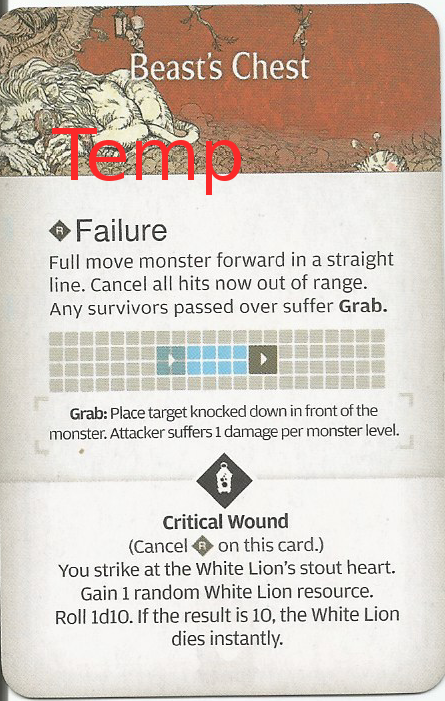 Beast's Chest
Temp
R Failure
Full move monster forward in a straight
line. Cancel all hits now out of range.
Any survivors passed over suffer Grab.
Grab: Place target knocked down in front of the
monster. Attacker suffers 1 damage per monster level.
Critical Wound
(Cancel R on this card.)
You strike at the White Lion's stout heart.
Gain 1 random White Lion resource.
Roll 1d10. If the result is 10, the White Lion
dies instantly.